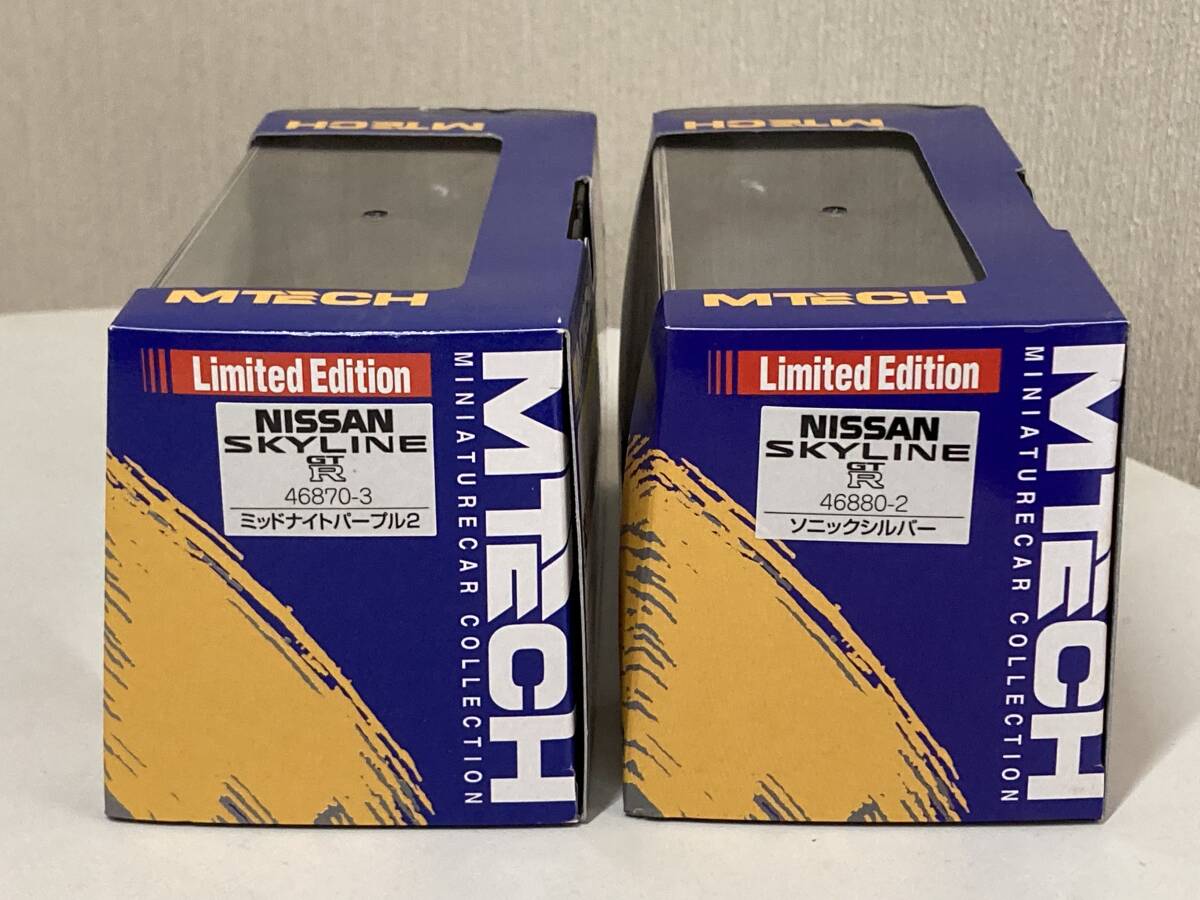 MTECH
MTECH
Limited Edition
NISSAN
SKYLINE
GT
R
46870-3
ミッドナイトパープル2
MTECH
MINIATURECAR COLLECTION
MTECH
MTECH
Limited Edition
NISSAN
SKYLINE
GT
R
46880-2
ソニックシルバー
MTECH
MINIATURECAR COLLECTION